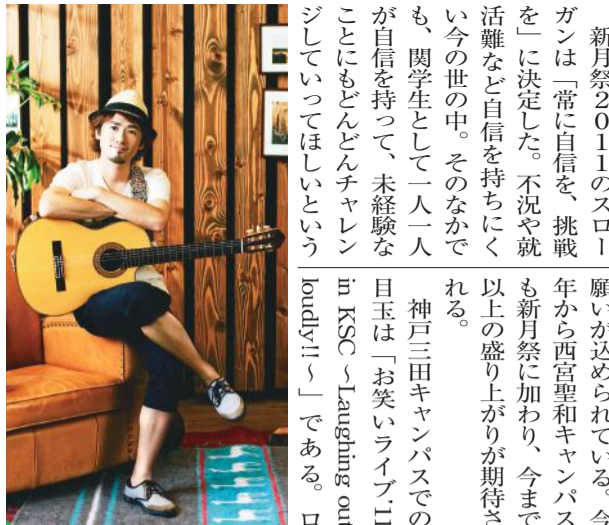 新月祭2011のスロー
ガンは「常に自信を、挑戦
を」に決定した。不況や就
活難など自信を持ちにく
い今の世の中。そのなかで
も、関学生として一人一人
が自信を持って、未経験な
ことにもどんどんチャレン
ジしていってほしいという
願いが込められている。今
年から西宮聖和キャンパス
も新月祭に加わり、今まで
以上の盛り上がりが期待さ
れる。
神戸三田キャンパスでの
目玉は「お笑いライブ'11
in KSC ～Laughing out
loudly!!～」である。ロ